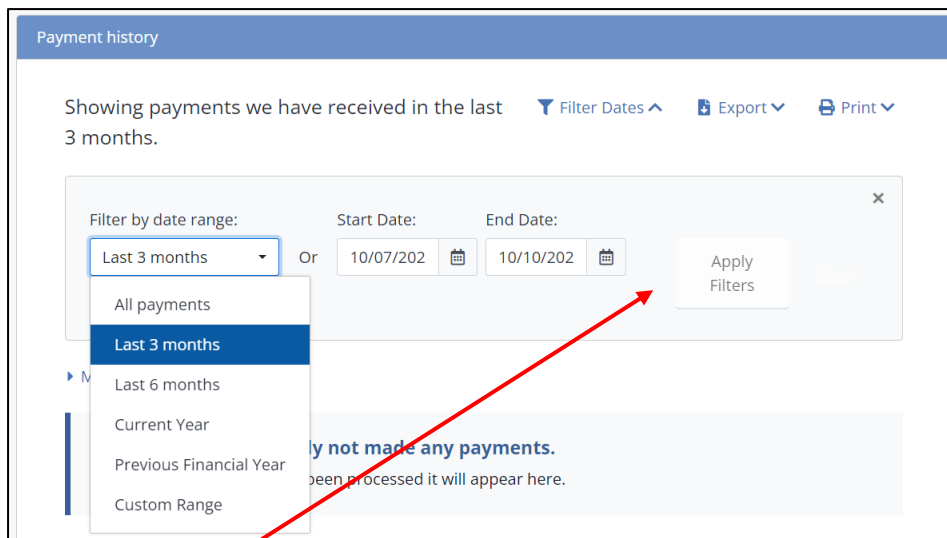 Payment history
Showing payments we have received in the last
3 months.
Filter Dates
Export
Print
Filter by date range:
Start Date:
End Date:
Last 3 months
Or
10/07/202
10/10/202
Apply
Filters
All payments
Last 3 months
Last 6 months
Current Year
Previous Financial Year
Custom Range
not made any payments.
been processed it will appear here.